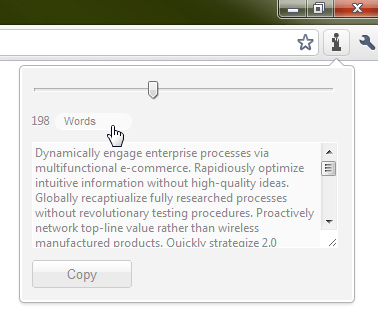 198 Words
Dynamically engage enterprise processes via
multifunctional e-commerce. Rapidiously optimize
intuitive information without high-quality ideas.
Globally recaptiualize fully researched processes
without revolutionary testing procedures. Proactively
network top-line value rather than wireless
manufactured products. Quickly strategize 2.0
Copy